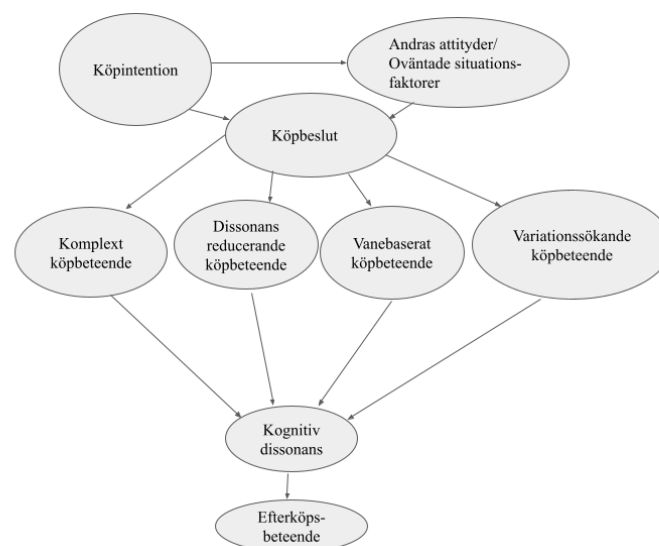 Köpintention
Andras attityder/
Oväntade situations-
faktorer
Köpbeslut
Komplext
köpbeteende
Dissonans
reducerande
köpbeteende
Vanebaserat
köpbeteende
Variationssökande
köpbeteende
Kognitiv
dissonans
Efterköps-
beteende